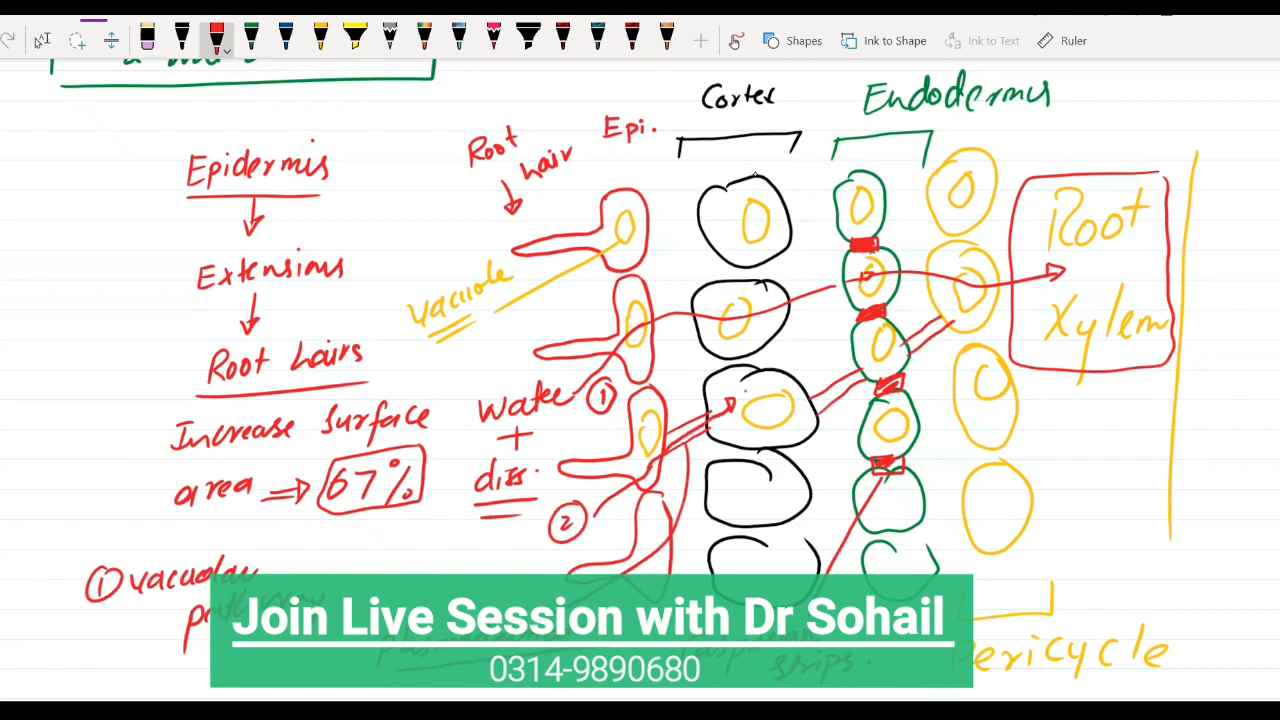 Shapes
Ink to Shape
Ink to Text
Ruler
Cortex
Endodermis
Root hair
Epi.
Epidermis
Extensions
Root hairs
Increase surface
area ⇒ 67%
vacuole
Water ①
+
diss.
②
Root
Xylem
① vacuolar
Join Live Session with Dr Sohail
0314-9890680
strips.
Pericycle